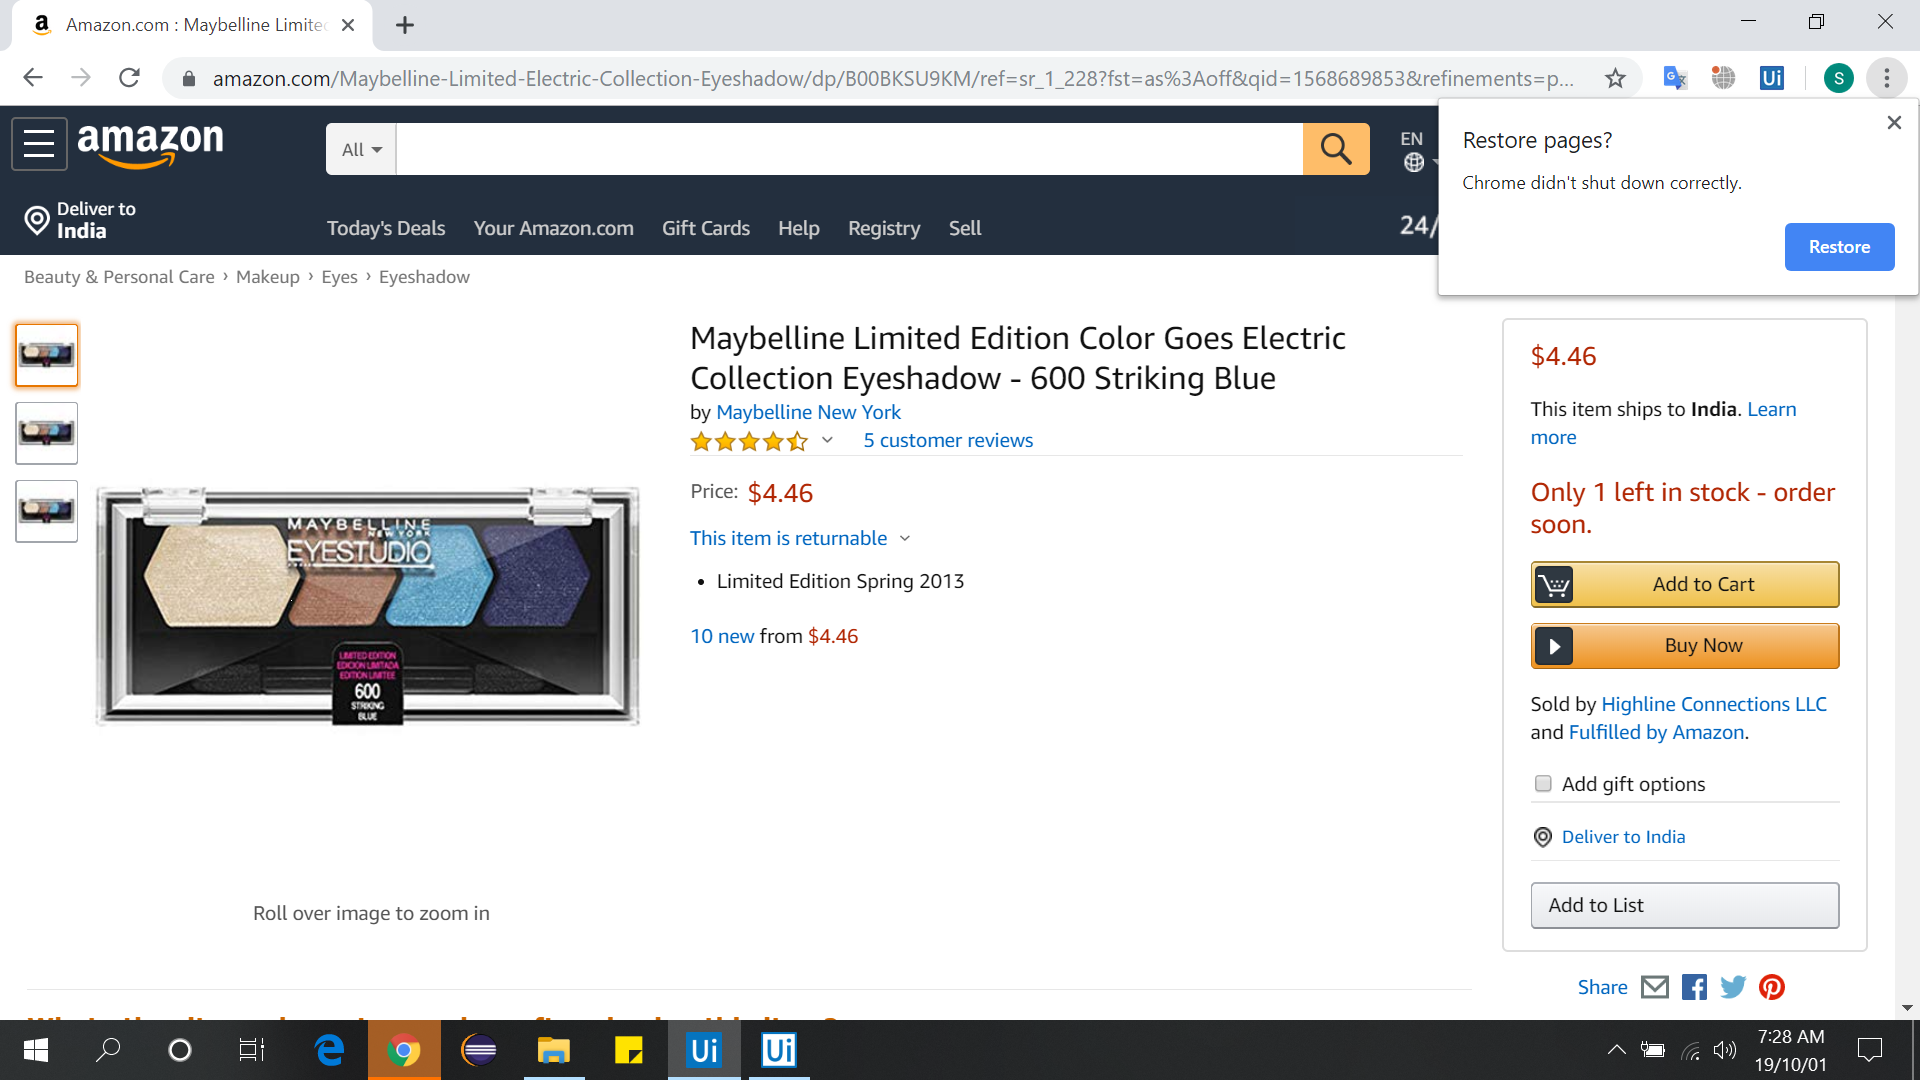 Amazon.com : Maybelline Limite
amazon.com/Maybelline-Limited-Electric-Collection-Eyeshadow/dp/B00BKSU9KM/ref=sr_1_228?fst=as%3Aoff&qid=1568689853&refinements=p...
S
Restore pages?
Chrome didn't shut down correctly.
Restore
amazon
All
EN
Deliver to
India
Today's Deals Your Amazon.com Gift Cards Help Registry Sell
24/
Beauty & Personal Care › Makeup › Eyes › Eyeshadow
Maybelline Limited Edition Color Goes Electric
Collection Eyeshadow - 600 Striking Blue
by Maybelline New York
5 customer reviews
Price: $4.46
This item is returnable
• Limited Edition Spring 2013
10 new from $4.46
MAYBELLINE
NEW YORK
EYESTUDIO
LIMITED EDITION
EDICIÓN LIMITADA
ÉDITION LIMITÉE
600
STRIKING
BLUE
Roll over image to zoom in
$4.46
This item ships to India. Learn
more
Only 1 left in stock - order
soon.
Add to Cart
Buy Now
Sold by Highline Connections LLC
and Fulfilled by Amazon.
Add gift options
Deliver to India
Add to List
Share
Ui
Ui
7:28 AM
19/10/01